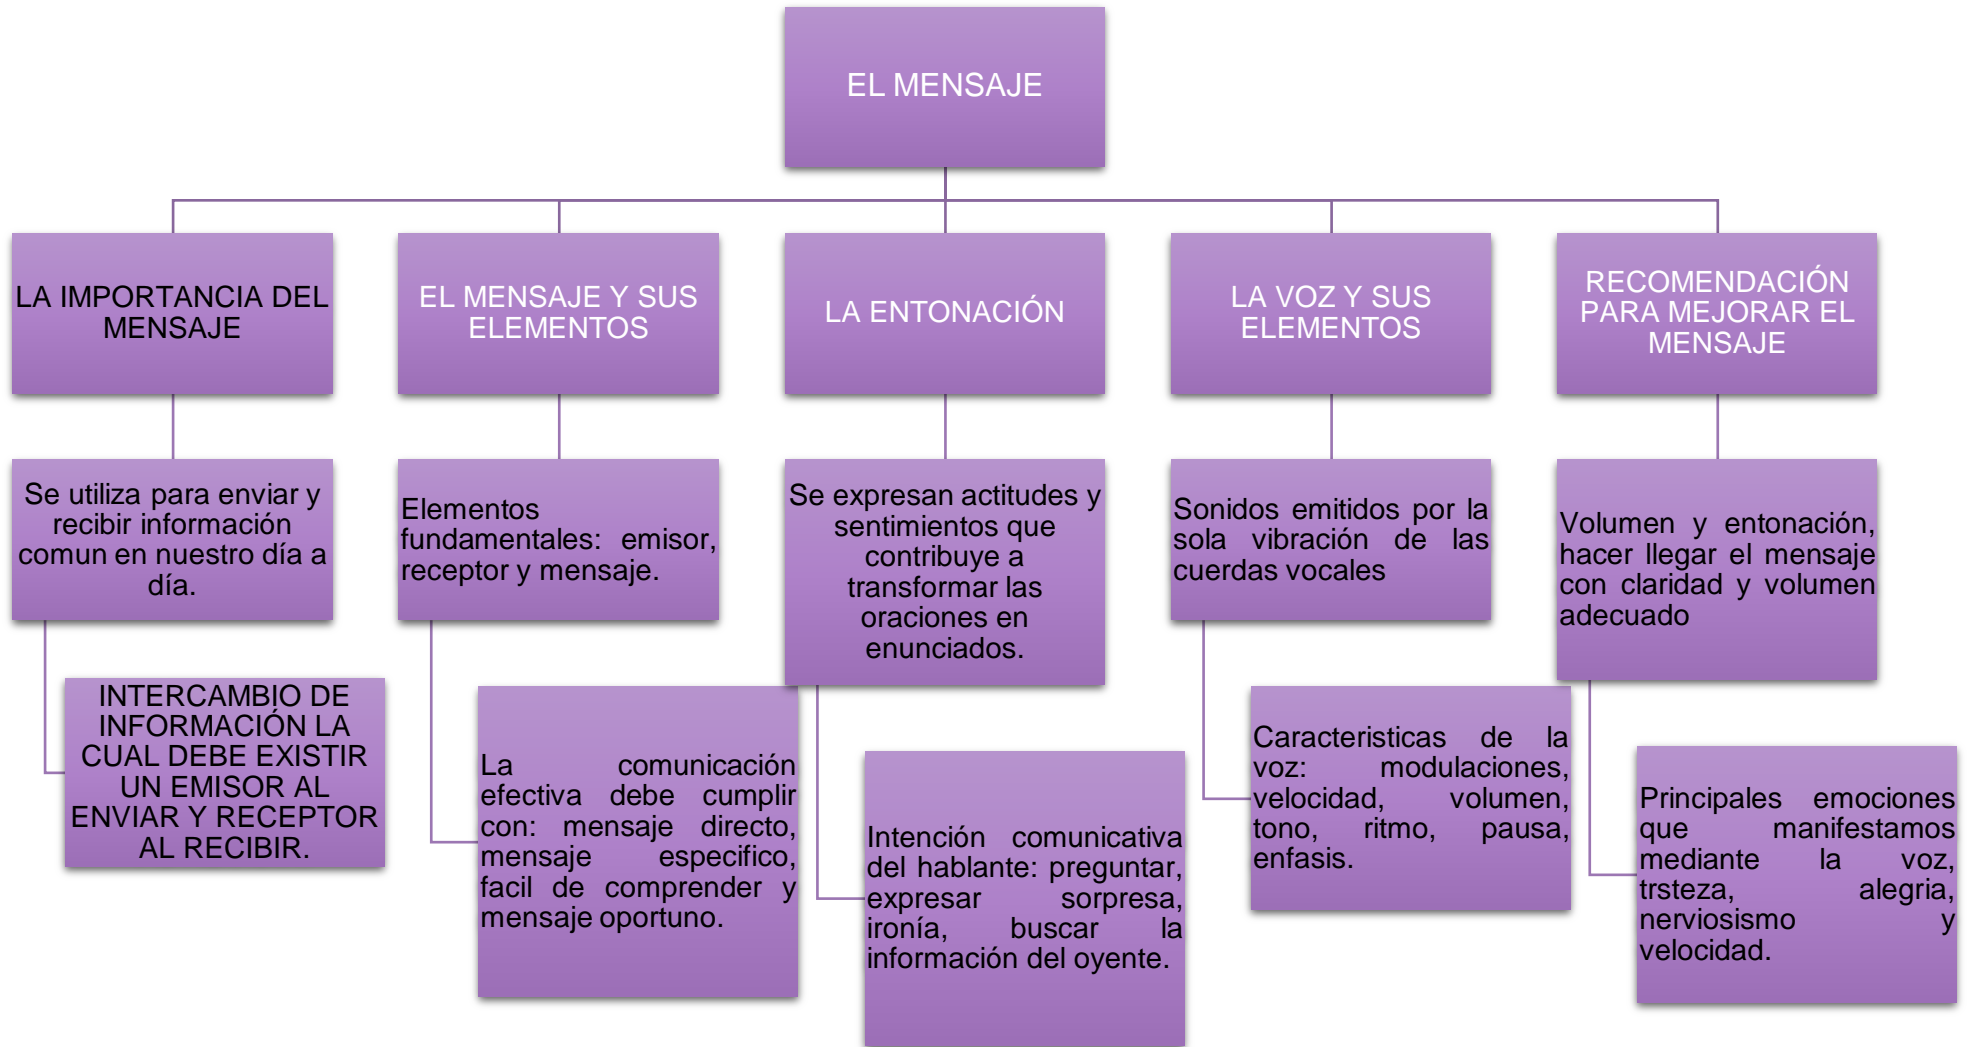 EL MENSAJE
LA IMPORTANCIA DEL
MENSAJE
Se utiliza para enviar y
recibir información
comun en nuestro día a
día.
INTERCAMBIO DE
INFORMACIÓN LA
CUAL DEBE EXISTIR
UN EMISOR AL
ENVIAR Y RECEPTOR
AL RECIBIR.
EL MENSAJE Y SUS
ELEMENTOS
Elementos
fundamentales: emisor,
receptor y mensaje.
La comunicación
efectiva debe cumplir
con: mensaje directo,
mensaje especifico,
facil de comprender y
mensaje oportuno.
LA ENTONACIÓN
Se expresan actitudes y
sentimientos que
contribuye a
transformar las
oraciones en
enunciados.
Intención comunicativa
del hablante: preguntar,
expresar sorpresa,
ironía, buscar la
información del oyente.
LA VOZ Y SUS
ELEMENTOS
Sonidos emitidos por la
sola vibración de las
cuerdas vocales
Caracteristicas de la
voz: modulaciones,
velocidad, volumen,
tono, ritmo, pausa,
enfasis.
RECOMENDACIÓN
PARA MEJORAR EL
MENSAJE
Volumen y entonación,
hacer llegar el mensaje
con claridad y volumen
adecuado
Principales emociones
que manifestamos
mediante la voz,
trsteza, alegria,
nerviosismo y
velocidad.